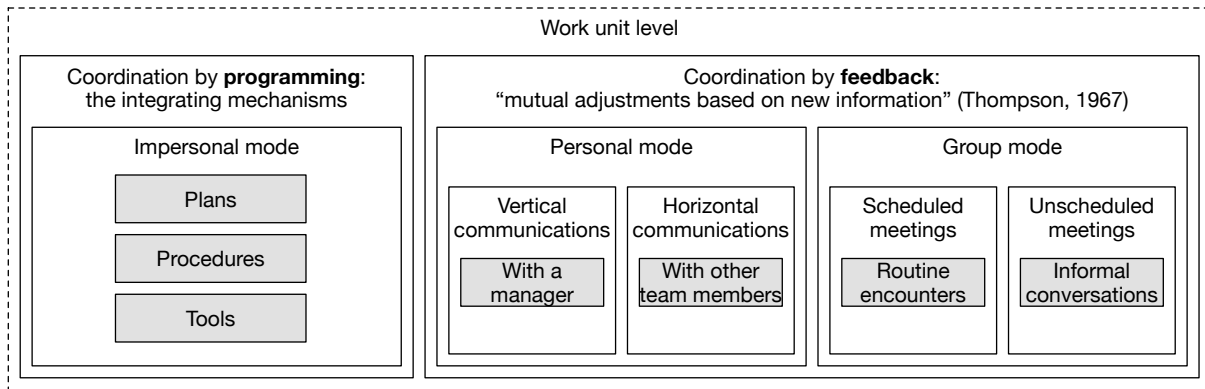 Work unit level
Coordination by programming:
the integrating mechanisms
Impersonal mode
Plans
Procedures
Tools
Coordination by feedback:
“mutual adjustments based on new information” (Thompson, 1967)
Personal mode
Vertical
communications
With a
manager
Horizontal
communications
With other
team members
Group mode
Scheduled
meetings
Routine
encounters
Unscheduled
meetings
Informal
conversations